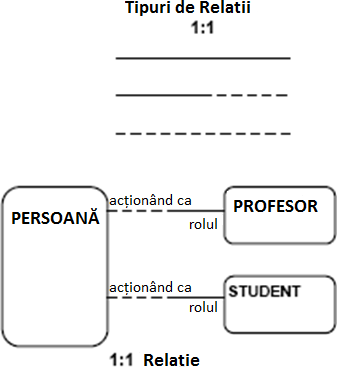 Tipuri de Relatii
1:1
PERSOANĂ
acționând ca
rolul
PROFESOR
acționând ca
rolul
STUDENT
1:1 Relatie